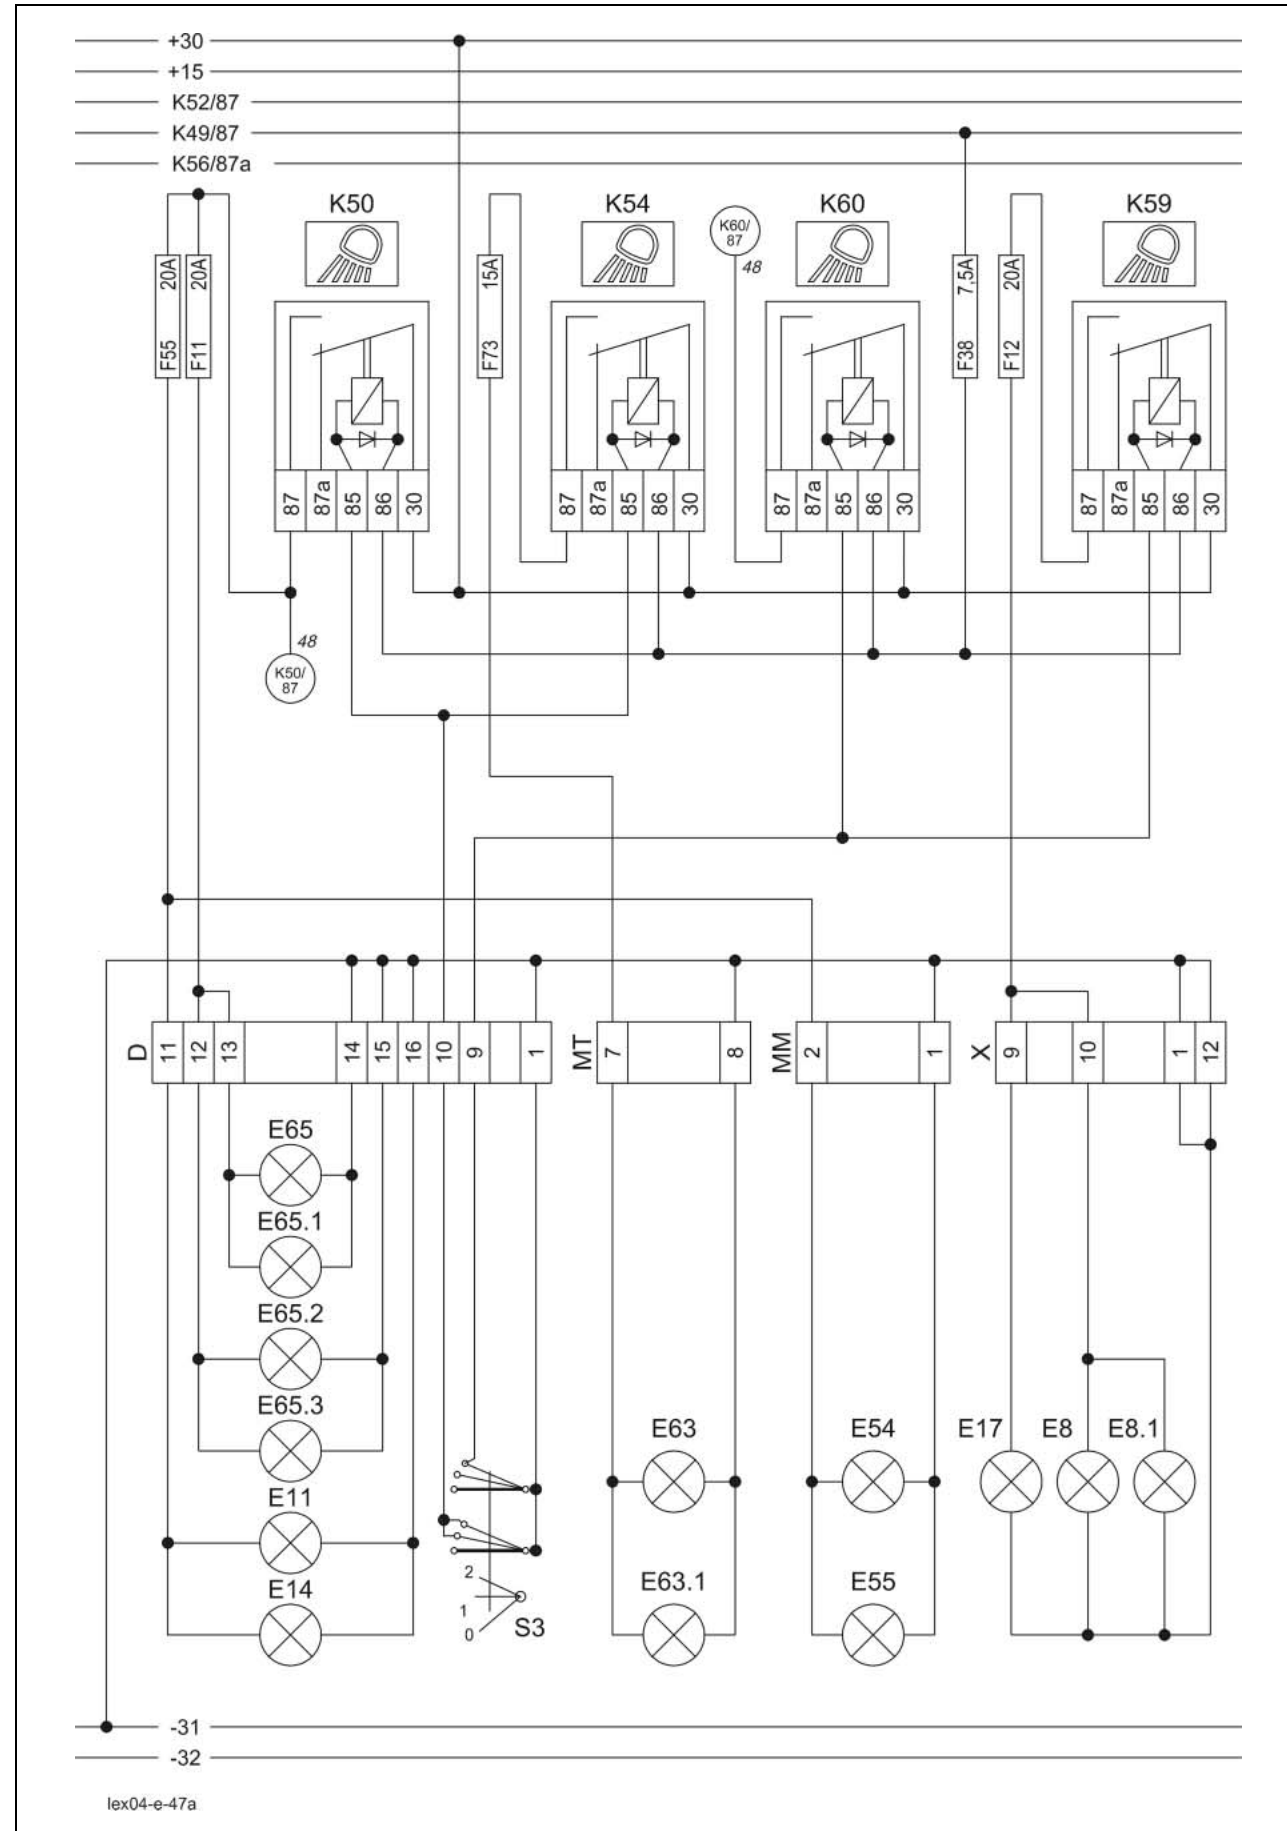 +30
+15
K52/87
K49/87
K56/87a
K50
K54
K60
K59
K60/
87
48
F55 20A
F11 20A
F73 15A
F38 7,5A
F12 20A
87 87a 85 86 30
87 87a 85 86 30
87 87a 85 86 30
87 87a 85 86 30
48
K50/
87
D 11 12 13 14 15 16 10 9 1
MT 7 8
MM 2 1
X 9 10 1 12
E65
E65.1
E65.2
E65.3
E63
E54
E17
E8
E8.1
E11
E14
2
1
0
S3
E63.1
E55
-31
-32
lex04-e-47a